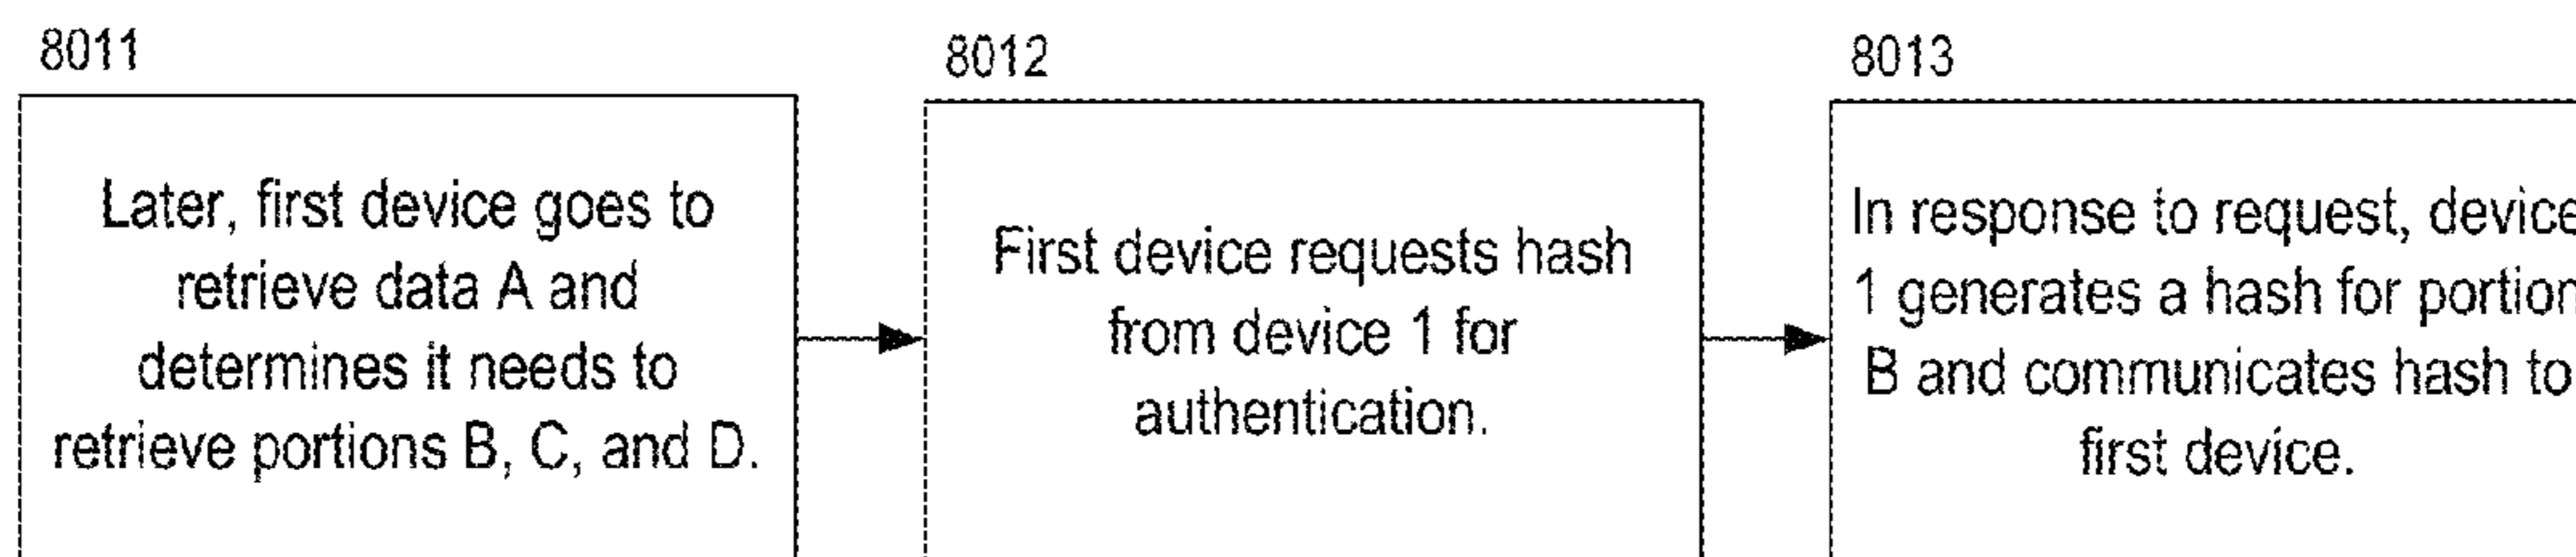 8011
Later, first device goes to
retrieve data A and
determines it needs to
retrieve portions B, C, and D.
8012
First device requests hash
from device 1 for
authentication.
8013
In response to request, device
1 generates a hash for portion
B and communicates hash to
first device.